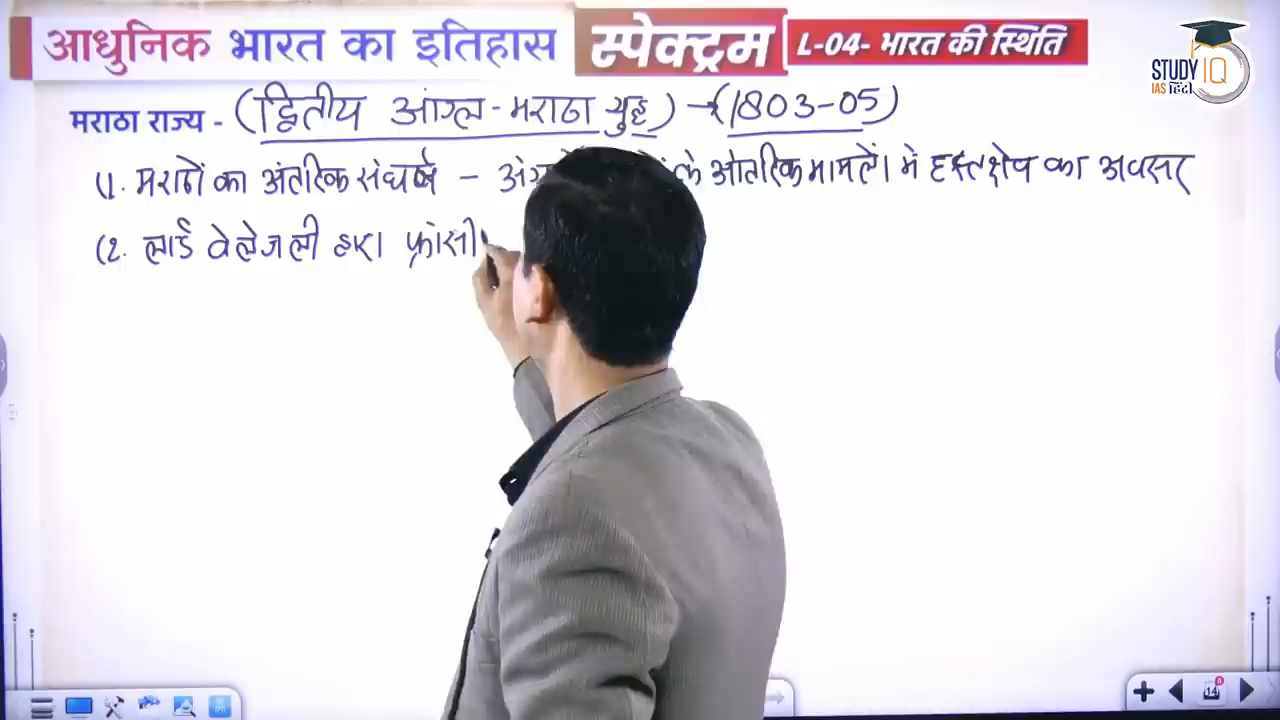 आधुनिक भारत का इतिहास स्पेक्ट्रम L-04- भारत की स्थिति
STUDY IQ
IAS हिंदी
मराठा राज्य - (द्वितीय आंग्ल-मराठा युद्ध) → (1803-05)
(1. मराठों का अंतरिक संघर्ष - के आंतरिक मामलों में हस्तक्षेप का अवसर
(2. लार्ड वेलेजली द्वारा फ्रांसी
14